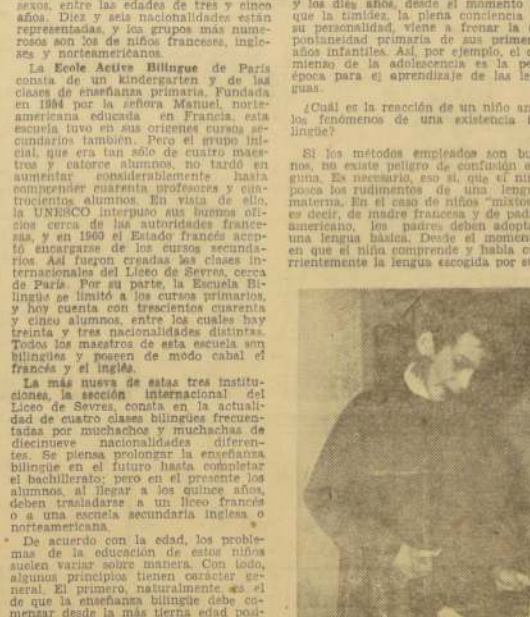 sexos, entre las edades de tres y cinco
años. Diez y seis nacionalidades están
representadas, y los grupos más nume-
rosos son los de niños franceses, ingle-
ses y norteamericanos.
La Ecole Active Bilingue de París
consta de un kindergarten y de las
clases de enseñanza primaria. Fundada
en 1954 por la señora Manuel, norte-
americana educada en Francia, esta
escuela tuvo en sus orígenes cursos se-
cundarios también. Pero el grupo ini-
cial, que era tan sólo de cuatro maes-
tros y catorce alumnos, no tardó en
aumentar considerablemente hasta
comprender cuarenta profesores y cua-
trocientos alumnos. En vista de ello,
la UNESCO interpuso sus buenos ofi-
cios cerca de las autoridades france-
sas, y en 1960 el Estado francés acep-
tó encargarse de los cursos secunda-
rios. Así fueron creadas las clases in-
ternacionales del Liceo de Sevres, cerca
de París. Por su parte, la Escuela Bi-
lingüe se limitó a los cursos primarios,
y hoy cuenta con trescientos cuarenta
y cinco alumnos, entre los cuales hay
treinta y tres nacionalidades distintas.
Todos los maestros de esta escuela son
bilingües y poseen de modo cabal el
francés y el inglés.
La más nueva de estas tres institu-
ciones, la sección internacional del
Liceo de Sevres, consta en la actuali-
dad de cuatro clases bilingües frecuen-
tadas por muchachos y muchachas de
diecinueve nacionalidades diferen-
tes. Se piensa prolongar la enseñanza
bilingüe en el futuro hasta completar
el bachillerato; pero en el presente los
alumnos, al llegar a los quince años,
deben trasladarse a un liceo francés
o a una escuela secundaria inglesa o
norteamericana.
De acuerdo con la edad, los proble-
mas de la educación de estos niños
suelen variar sobre manera. Con todo,
algunos principios tienen carácter ge-
neral. El primero, naturalmente es el
de que la enseñanza bilingüe debe co-
menzar desde la más tierna edad posi-
y los diez años, desde el momento
que la timidez, la plena conciencia
su personalidad, viene a frenar la
pontaneidad primaria de sus prime
años infantiles. Así, por ejemplo, el c
mienzo de la adolescencia es la pe
época para el aprendizaje de las le
guas.
¿Cuál es la reacción de un niño an
los fenómenos de una existencia
lingüe?
Si los métodos empleados son bu
nos, no existe peligro de confusión
guna. Es necesario, eso sí, que el ni
posea los rudimentos de una leng
materna. En el caso de niños "mixto
es decir, de madre francesa y de pad
americano, los padres deben adopt
una lengua básica. Desde el momen
en que el niño comprende y habla c
rrientemente la lengua escogida por s